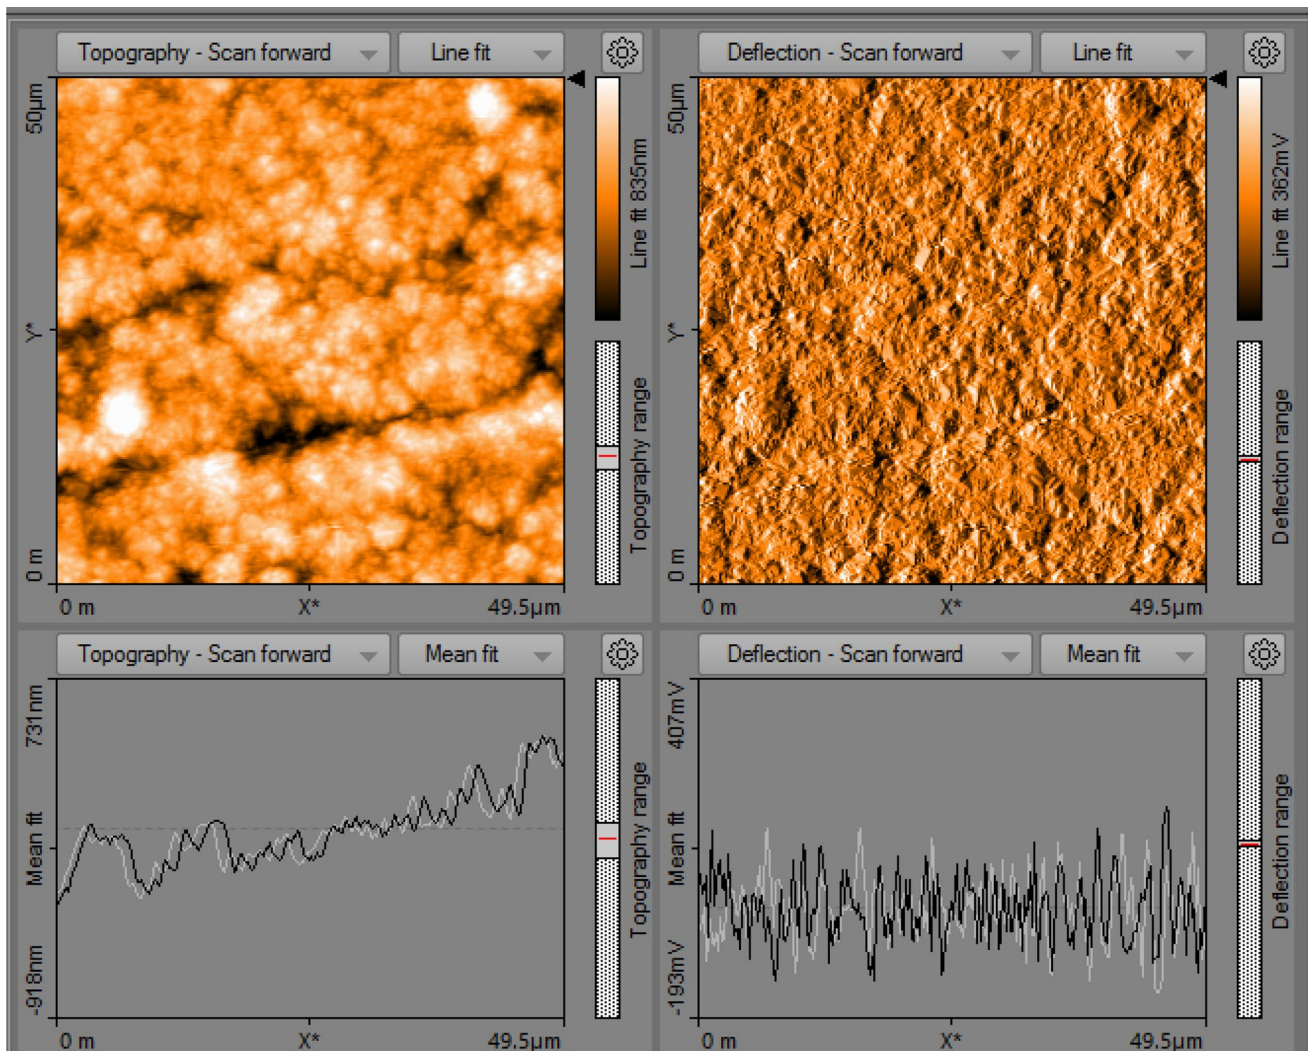 Topography - Scan forward
Line fit
50µm
Y*
0 m
0 m
X*
49.5µm
Line fit 835nm
Topography range
Deflection - Scan forward
Line fit
50µm
Y*
0 m
0 m
X*
49.5µm
Line fit 362mV
Deflection range
Topography - Scan forward
Mean fit
731nm
Mean fit
-918nm
0 m
X*
49.5µm
Topography range
Deflection - Scan forward
Mean fit
407mV
Mean fit
-193mV
0 m
X*
49.5µm
Deflection range